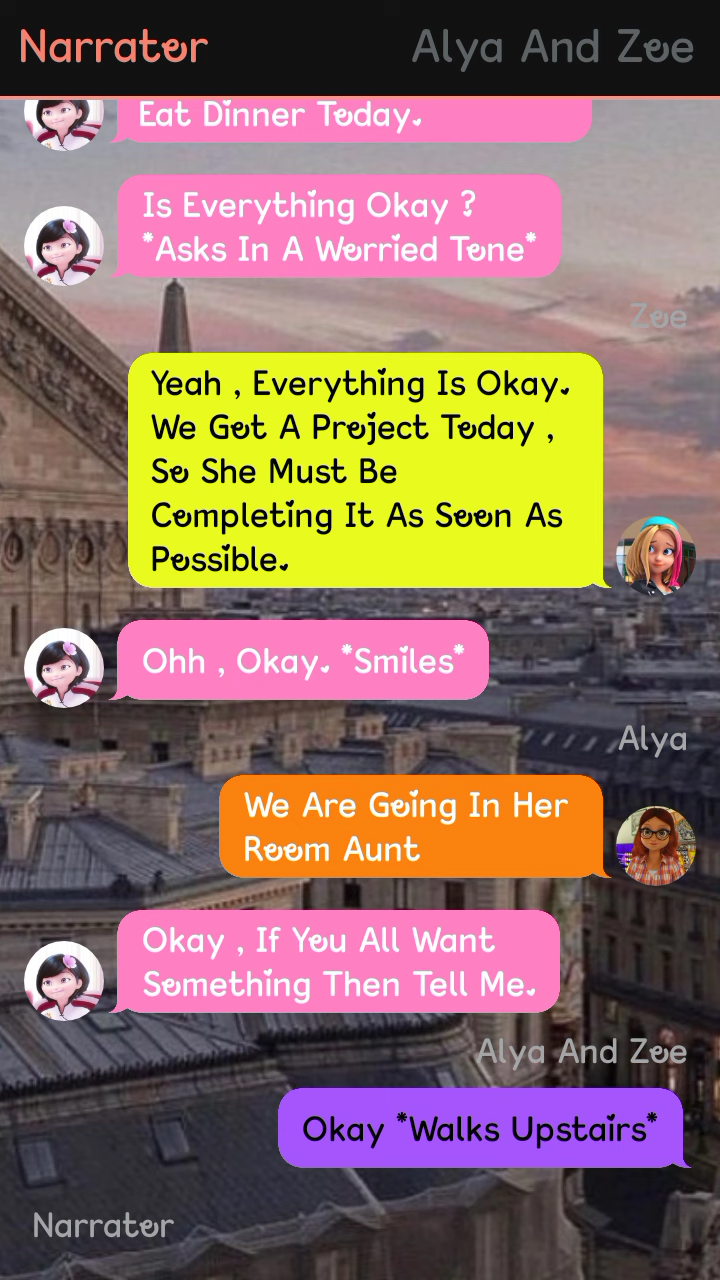 Narrator
Alya And Zoe
Eat Dinner Today.
Is Everything Okay ?
*Asks In A Worried Tone*
Zoe
Yeah , Everything Is Okay.
We Got A Project Today ,
So She Must Be
Completing It As Soon As
Possible.
Ohh , Okay. *Smiles*
Alya
We Are Going In Her
Room Aunt
Okay , If You All Want
Something Then Tell Me.
Alya And Zoe
Okay *Walks Upstairs*
Narrator